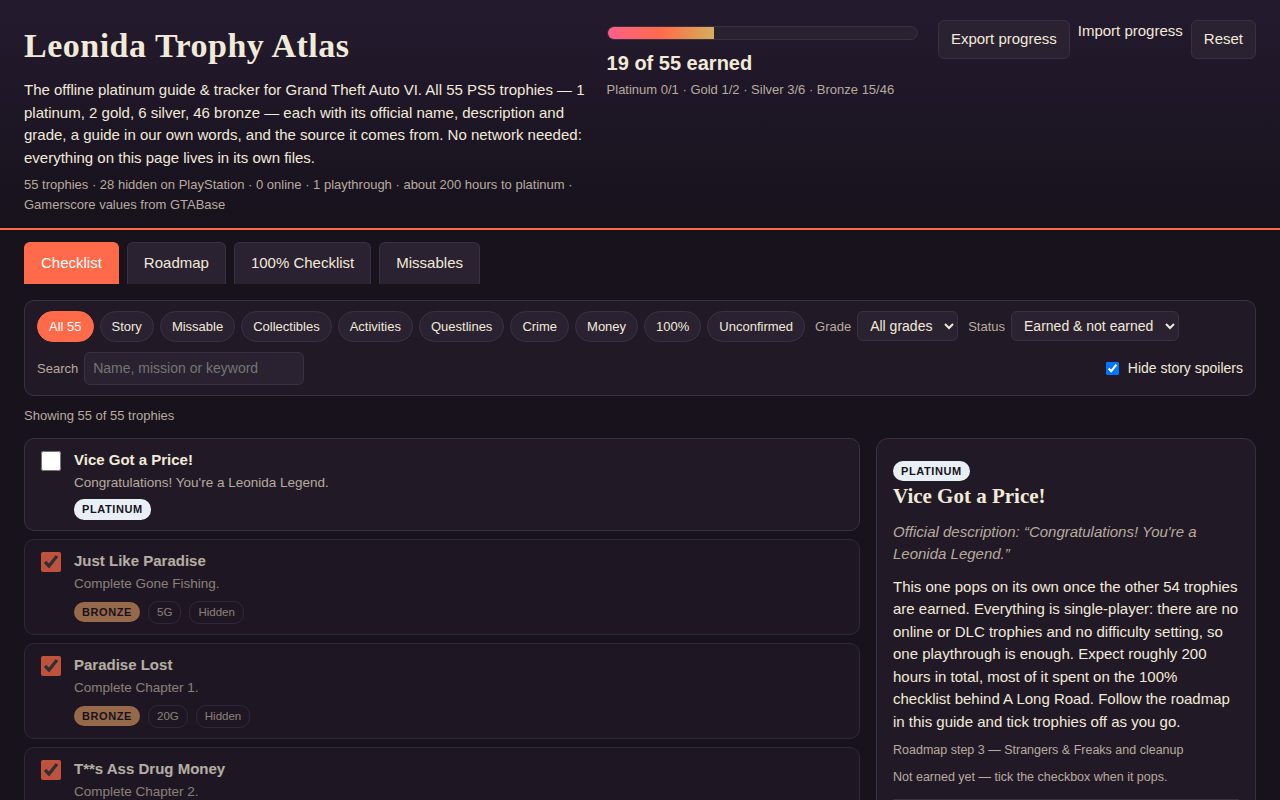 Leonida Trophy Atlas
The offline platinum guide & tracker for Grand Theft Auto VI. All 55 PS5 trophies — 1
platinum, 2 gold, 6 silver, 46 bronze — each with its official name, description and
grade, a guide in our own words, and the source it comes from. No network needed:
everything on this page lives in its own files.
55 trophies · 28 hidden on PlayStation · 0 online · 1 playthrough · about 200 hours to platinum ·
Gamerscore values from GTABase
19 of 55 earned
Platinum 0/1 · Gold 1/2 · Silver 3/6 · Bronze 15/46
Export progress
Import progress
Reset
Checklist
Roadmap
100% Checklist
Missables
All 55
Story
Missable
Collectibles
Activities
Questlines
Crime
Money
100%
Unconfirmed
Grade
All grades
Status
Earned & not earned
Search
Name, mission or keyword
Hide story spoilers
Showing 55 of 55 trophies
Vice Got a Price!
Congratulations! You're a Leonida Legend.
PLATINUM
Just Like Paradise
Complete Gone Fishing.
BRONZE
5G
Hidden
Paradise Lost
Complete Chapter 1.
BRONZE
20G
Hidden
T**s Ass Drug Money
Complete Chapter 2.
PLATINUM
Vice Got a Price!
Official description: “Congratulations! You're a
Leonida Legend.”
This one pops on its own once the other 54 trophies
are earned. Everything is single-player: there are no
online or DLC trophies and no difficulty setting, so
one playthrough is enough. Expect roughly 200
hours in total, most of it spent on the 100%
checklist behind A Long Road. Follow the roadmap
in this guide and tick trophies off as you go.
Roadmap step 3 — Strangers & Freaks and cleanup
Not earned yet — tick the checkbox when it pops.